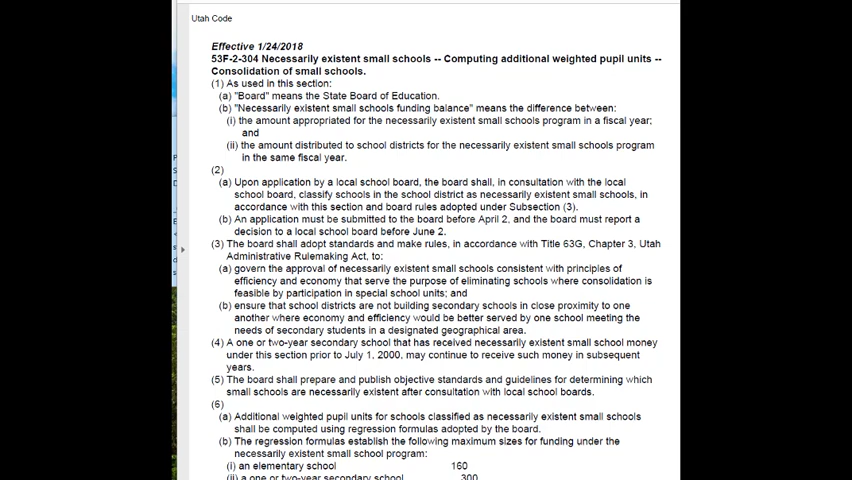 Utah Code
Effective 1/24/2018
53F-2-304 Necessarily existent small schools -- Computing additional weighted pupil units --
Consolidation of small schools.
(1) As used in this section:
(a) "Board" means the State Board of Education.
(b) "Necessarily existent small schools funding balance" means the difference between:
(i) the amount appropriated for the necessarily existent small schools program in a fiscal year;
and
(ii) the amount distributed to school districts for the necessarily existent small schools program
in the same fiscal year.
(2)
(a) Upon application by a local school board, the board shall, in consultation with the local
school board, classify schools in the school district as necessarily existent small schools, in
accordance with this section and board rules adopted under Subsection (3).
(b) An application must be submitted to the board before April 2, and the board must report a
decision to a local school board before June 2.
(3) The board shall adopt standards and make rules, in accordance with Title 63G, Chapter 3, Utah
Administrative Rulemaking Act, to:
(a) govern the approval of necessarily existent small schools consistent with principles of
efficiency and economy that serve the purpose of eliminating schools where consolidation is
feasible by participation in special school units; and
(b) ensure that school districts are not building secondary schools in close proximity to one
another where economy and efficiency would be better served by one school meeting the
needs of secondary students in a designated geographical area.
(4) A one or two-year secondary school that has received necessarily existent small school money
under this section prior to July 1, 2000, may continue to receive such money in subsequent
years.
(5) The board shall prepare and publish objective standards and guidelines for determining which
small schools are necessarily existent after consultation with local school boards.
(6)
(a) Additional weighted pupil units for schools classified as necessarily existent small schools
shall be computed using regression formulas adopted by the board.
(b) The regression formulas establish the following maximum sizes for funding under the
necessarily existent small school program:
(i) an elementary school 160
(ii) a one or two-year secondary school 300